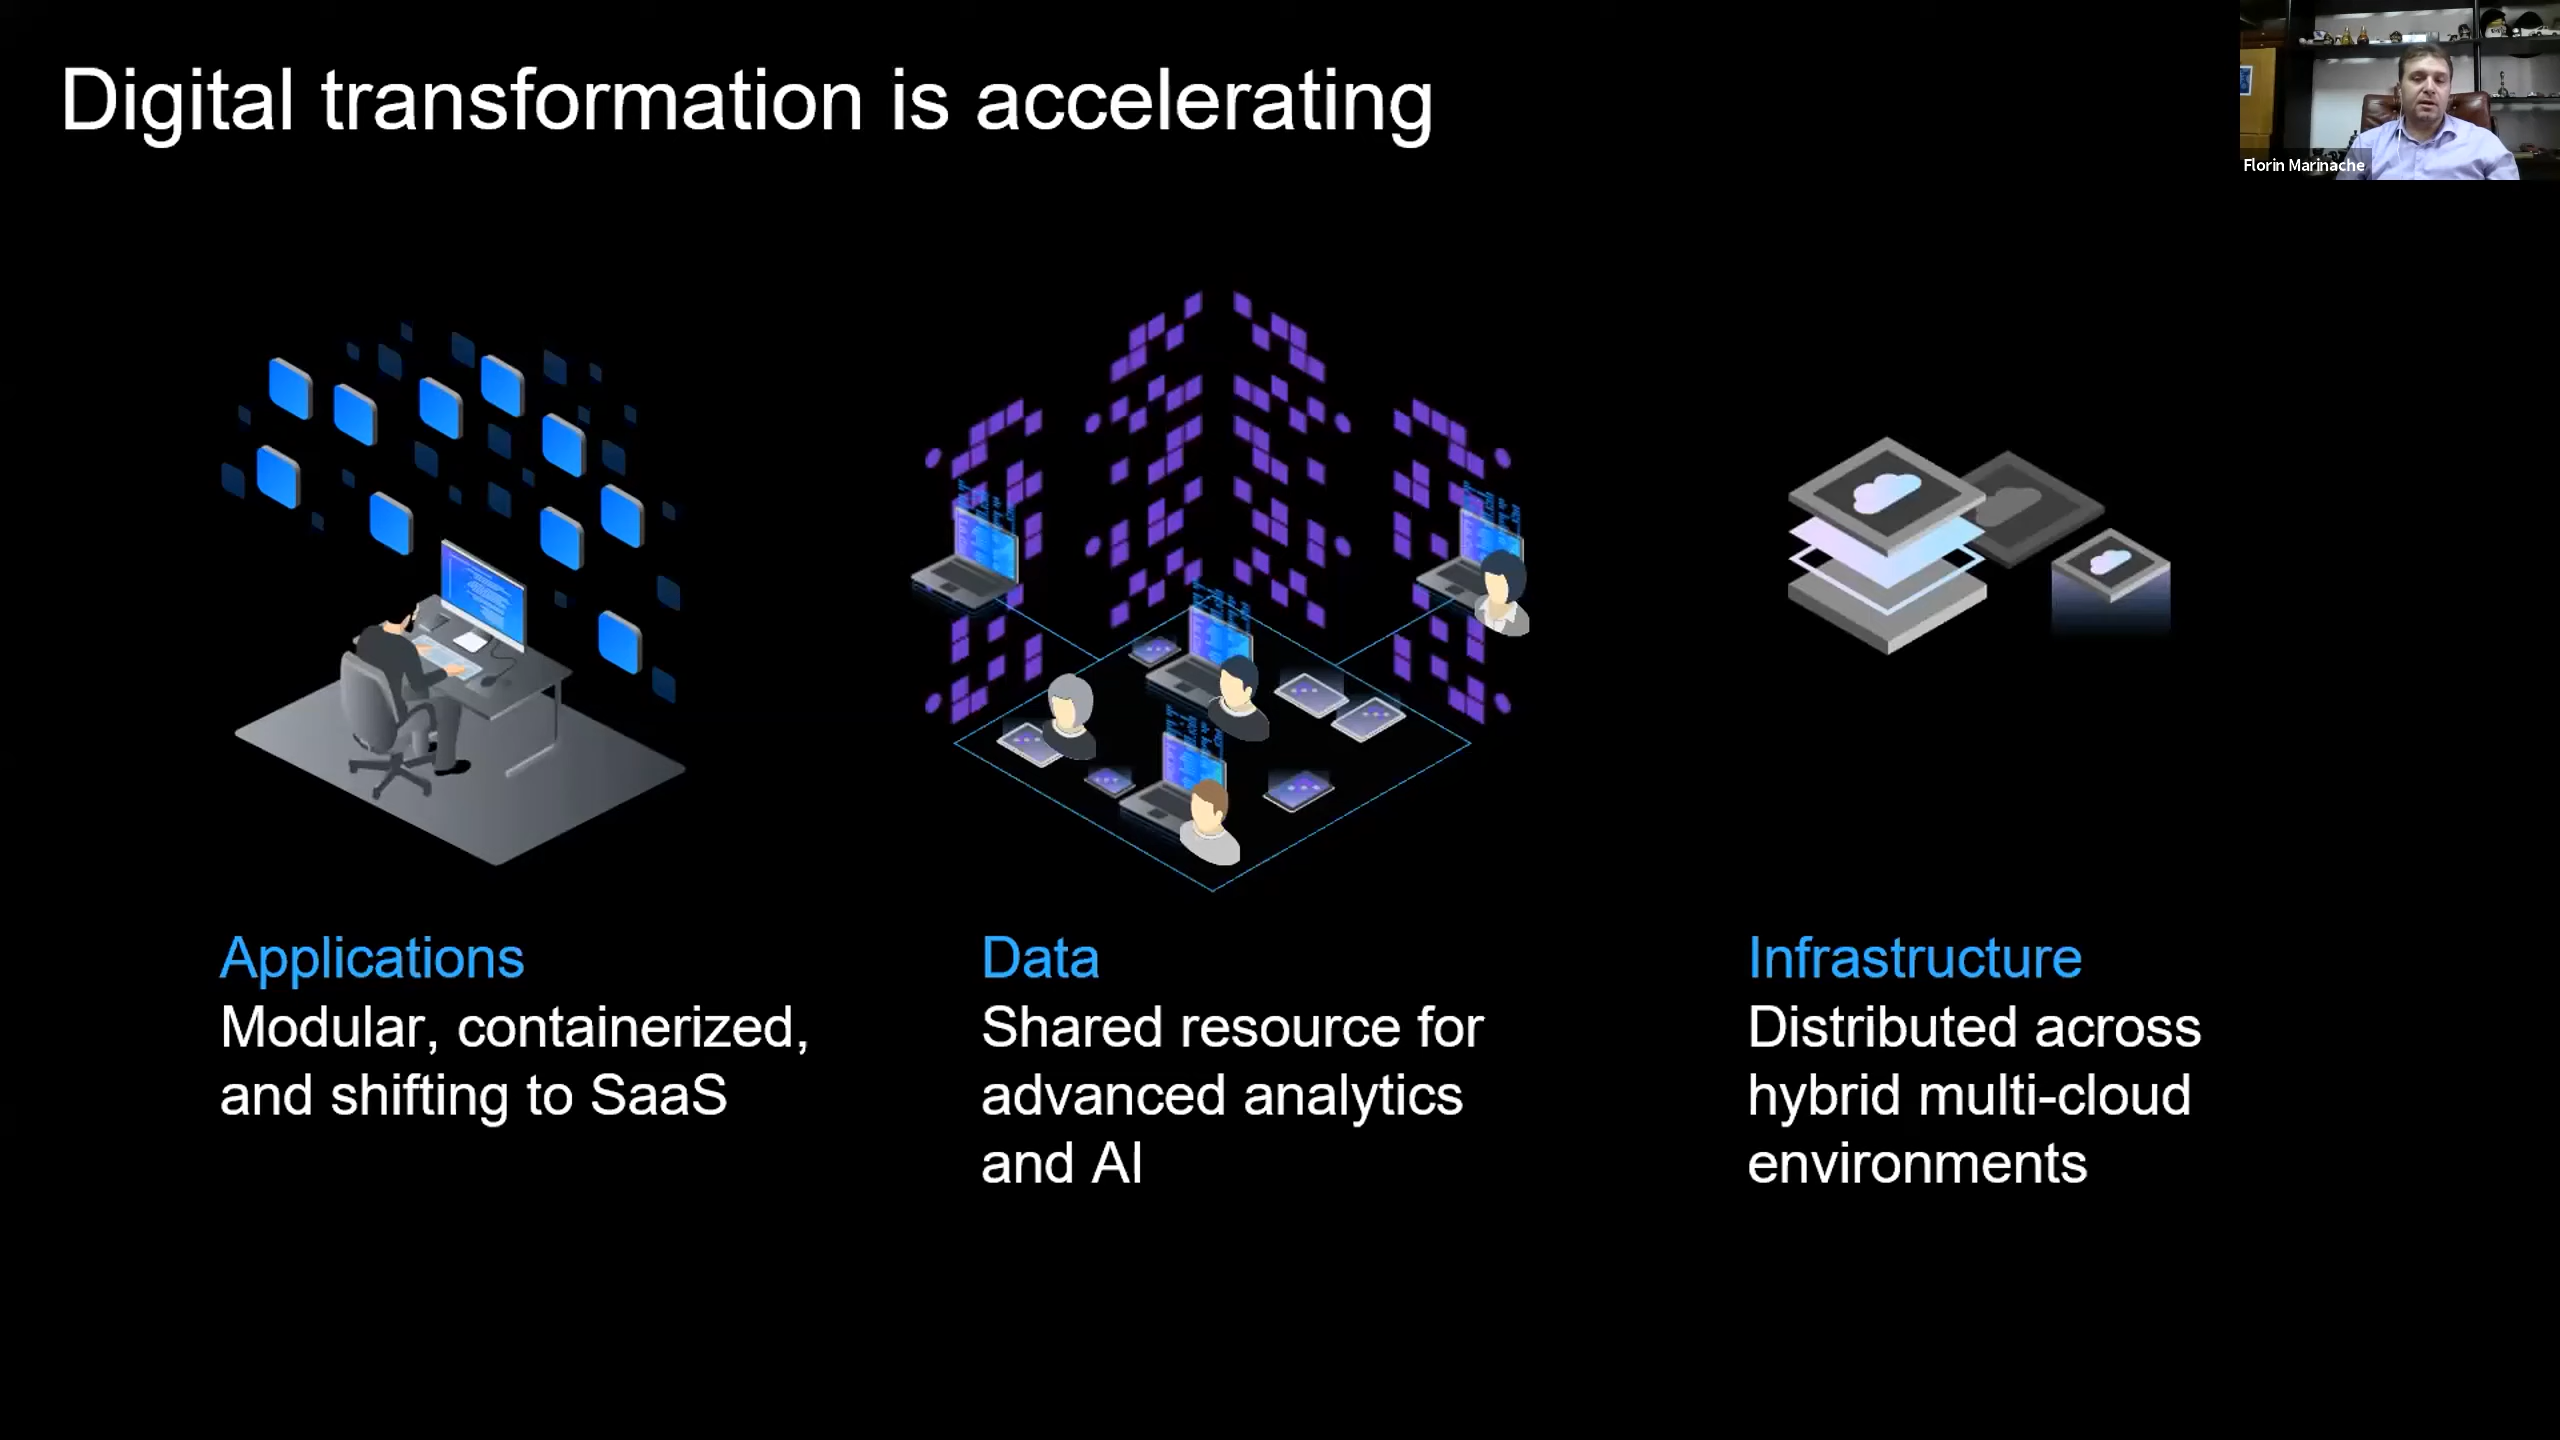 Digital transformation is accelerating
Florin Marinache
Applications
Modular, containerized,
and shifting to SaaS
Data
Shared resource for
advanced analytics
and AI
Infrastructure
Distributed across
hybrid multi-cloud
environments